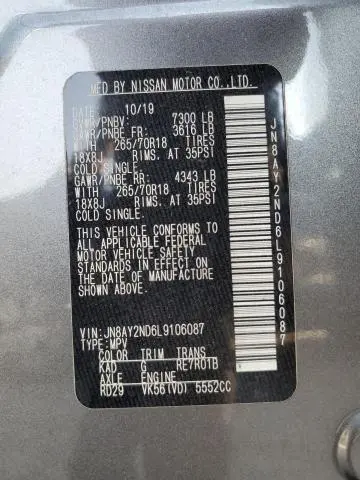 MFD BY NISSAN MOTOR CO.,LTD.
DATE 10/19
GVWR/PNBV: 7300 LB
GAWR/PNBE FR: 3616 LB
WITH 265/70R18 TIRES
18X8J RIMS. AT 35PSI
COLD SINGLE.
GAWR/PNBE RR: 4343 LB
WITH 265/70R18 TIRES
18X8J RIMS. AT 35PSI
COLD SINGLE.
THIS VEHICLE CONFORMS TO
ALL APPLICABLE FEDERAL
MOTOR VEHICLE SAFETY
STANDARDS IN EFFECT ON
THE DATE OF MANUFACTURE
SHOWN ABOVE.
VIN:JN8AY2ND6L9106087
TYPE:MPV
COLOR TRIM TRANS
KAD G RE7R01B
AXLE ENGINE
RD29 VK56(VD) 5552CC
JN8AY2ND6L9106087